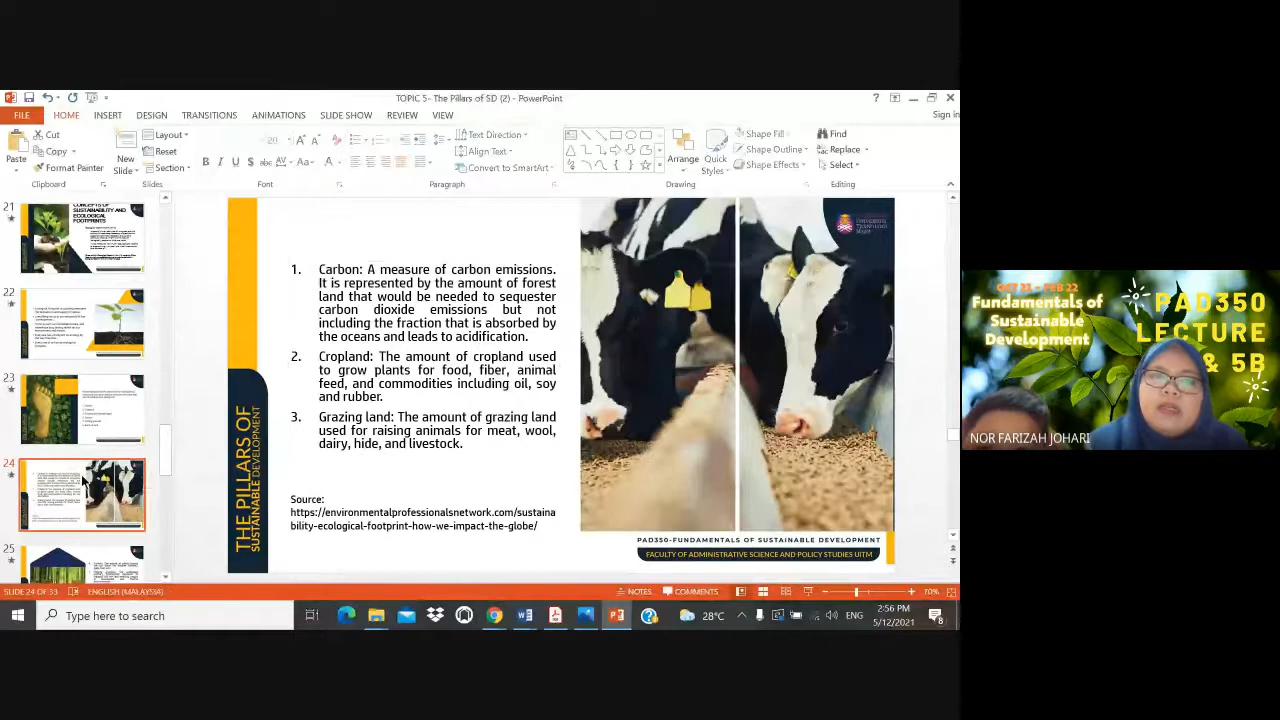 TOPIC 5- The Pillars of SD (2) - PowerPoint
FILE
HOME
INSERT
DESIGN
TRANSITIONS
ANIMATIONS
SLIDE SHOW
REVIEW
VIEW
Sign in
Paste
Cut
Copy
Format Painter
Clipboard
New
Slide
Layout
Reset
Section
Slides
20
B I U S abc AV Aa A
Font
Text Direction
Align Text
Convert to SmartArt
Paragraph
Arrange
Quick
Styles
Shape Fill
Shape Outline
Shape Effects
Drawing
Find
Replace
Select
Editing
21
CONCEPTS OF
SUSTAINABILITY AND
ECOLOGICAL
FOOTPRINTS
22
23
24
25
THE PILLARS OF
SUSTAINABLE DEVELOPMENT
1. Carbon: A measure of carbon emissions.
It is represented by the amount of forest
land that would be needed to sequester
carbon dioxide emissions but not
including the fraction that is absorbed by
the oceans and leads to acidification.
2. Cropland: The amount of cropland used
to grow plants for food, fiber, animal
feed, and commodities including oil, soy
and rubber.
3. Grazing land: The amount of grazing land
used for raising animals for meat, wool,
dairy, hide, and livestock.
Source:
https://environmentalprofessionalsnetwork.com/sustaina
bility-ecological-footprint-how-we-impact-the-globe/
UNIVERSITI
TEKNOLOGI
MARA
PAD350-FUNDAMENTALS OF SUSTAINABLE DEVELOPMENT
FACULTY OF ADMINISTRATIVE SCIENCE AND POLICY STUDIES UITM
SLIDE 24 OF 33
ENGLISH (MALAYSIA)
NOTES
COMMENTS
70%
Type here to search
28°C
ENG
2:56 PM
5/12/2021
8
OCT 21 - FEB 22
Fundamentals of
Sustainable
Development
PAD350
LECTURE
& 5B
NOR FARIZAH JOHARI